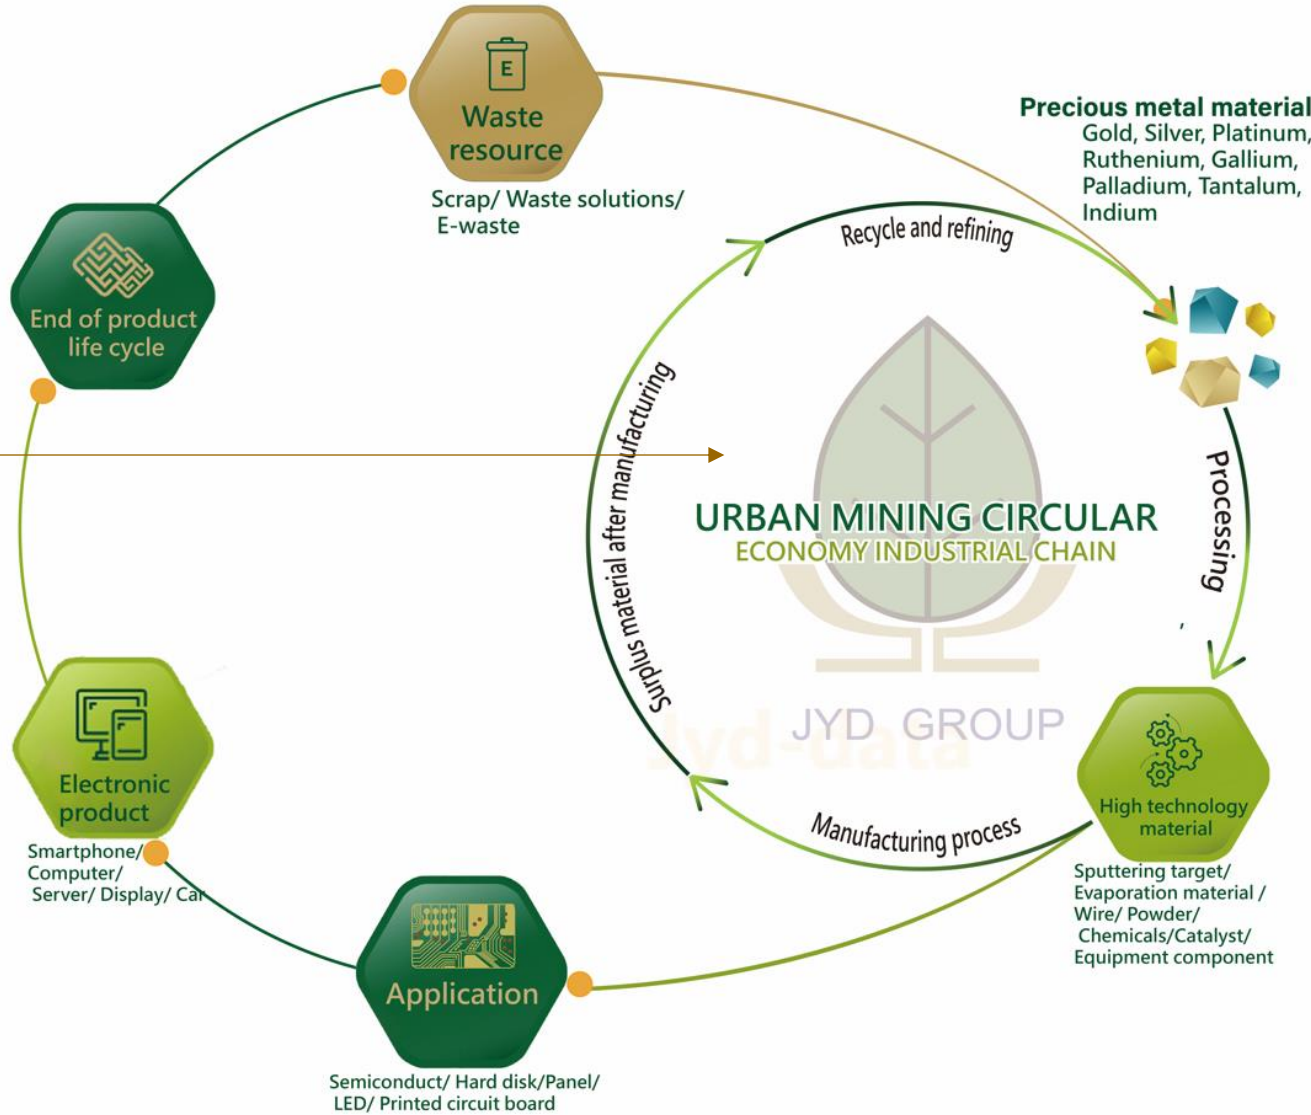 E
Waste
resource
Scrap/ Waste solutions/
E-waste
Precious metal material
Gold, Silver, Platinum,
Ruthenium, Gallium,
Palladium, Tantalum,
Indium
Recycle and refining
End of product
life cycle
Surplus material after manufacturing
Processing
,
URBAN MINING CIRCULAR
ECONOMY INDUSTRIAL CHAIN
JYD GROUP
Jyd-data
Electronic
product
Smartphone/
Computer/
Server/ Display/ Car
High technology
material
Manufacturing process
Sputtering target/
Evaporation material /
Wire/ Powder/
Chemicals/Catalyst/
Equipment component
Application
Semiconduct/ Hard disk/Panel/
LED/ Printed circuit board